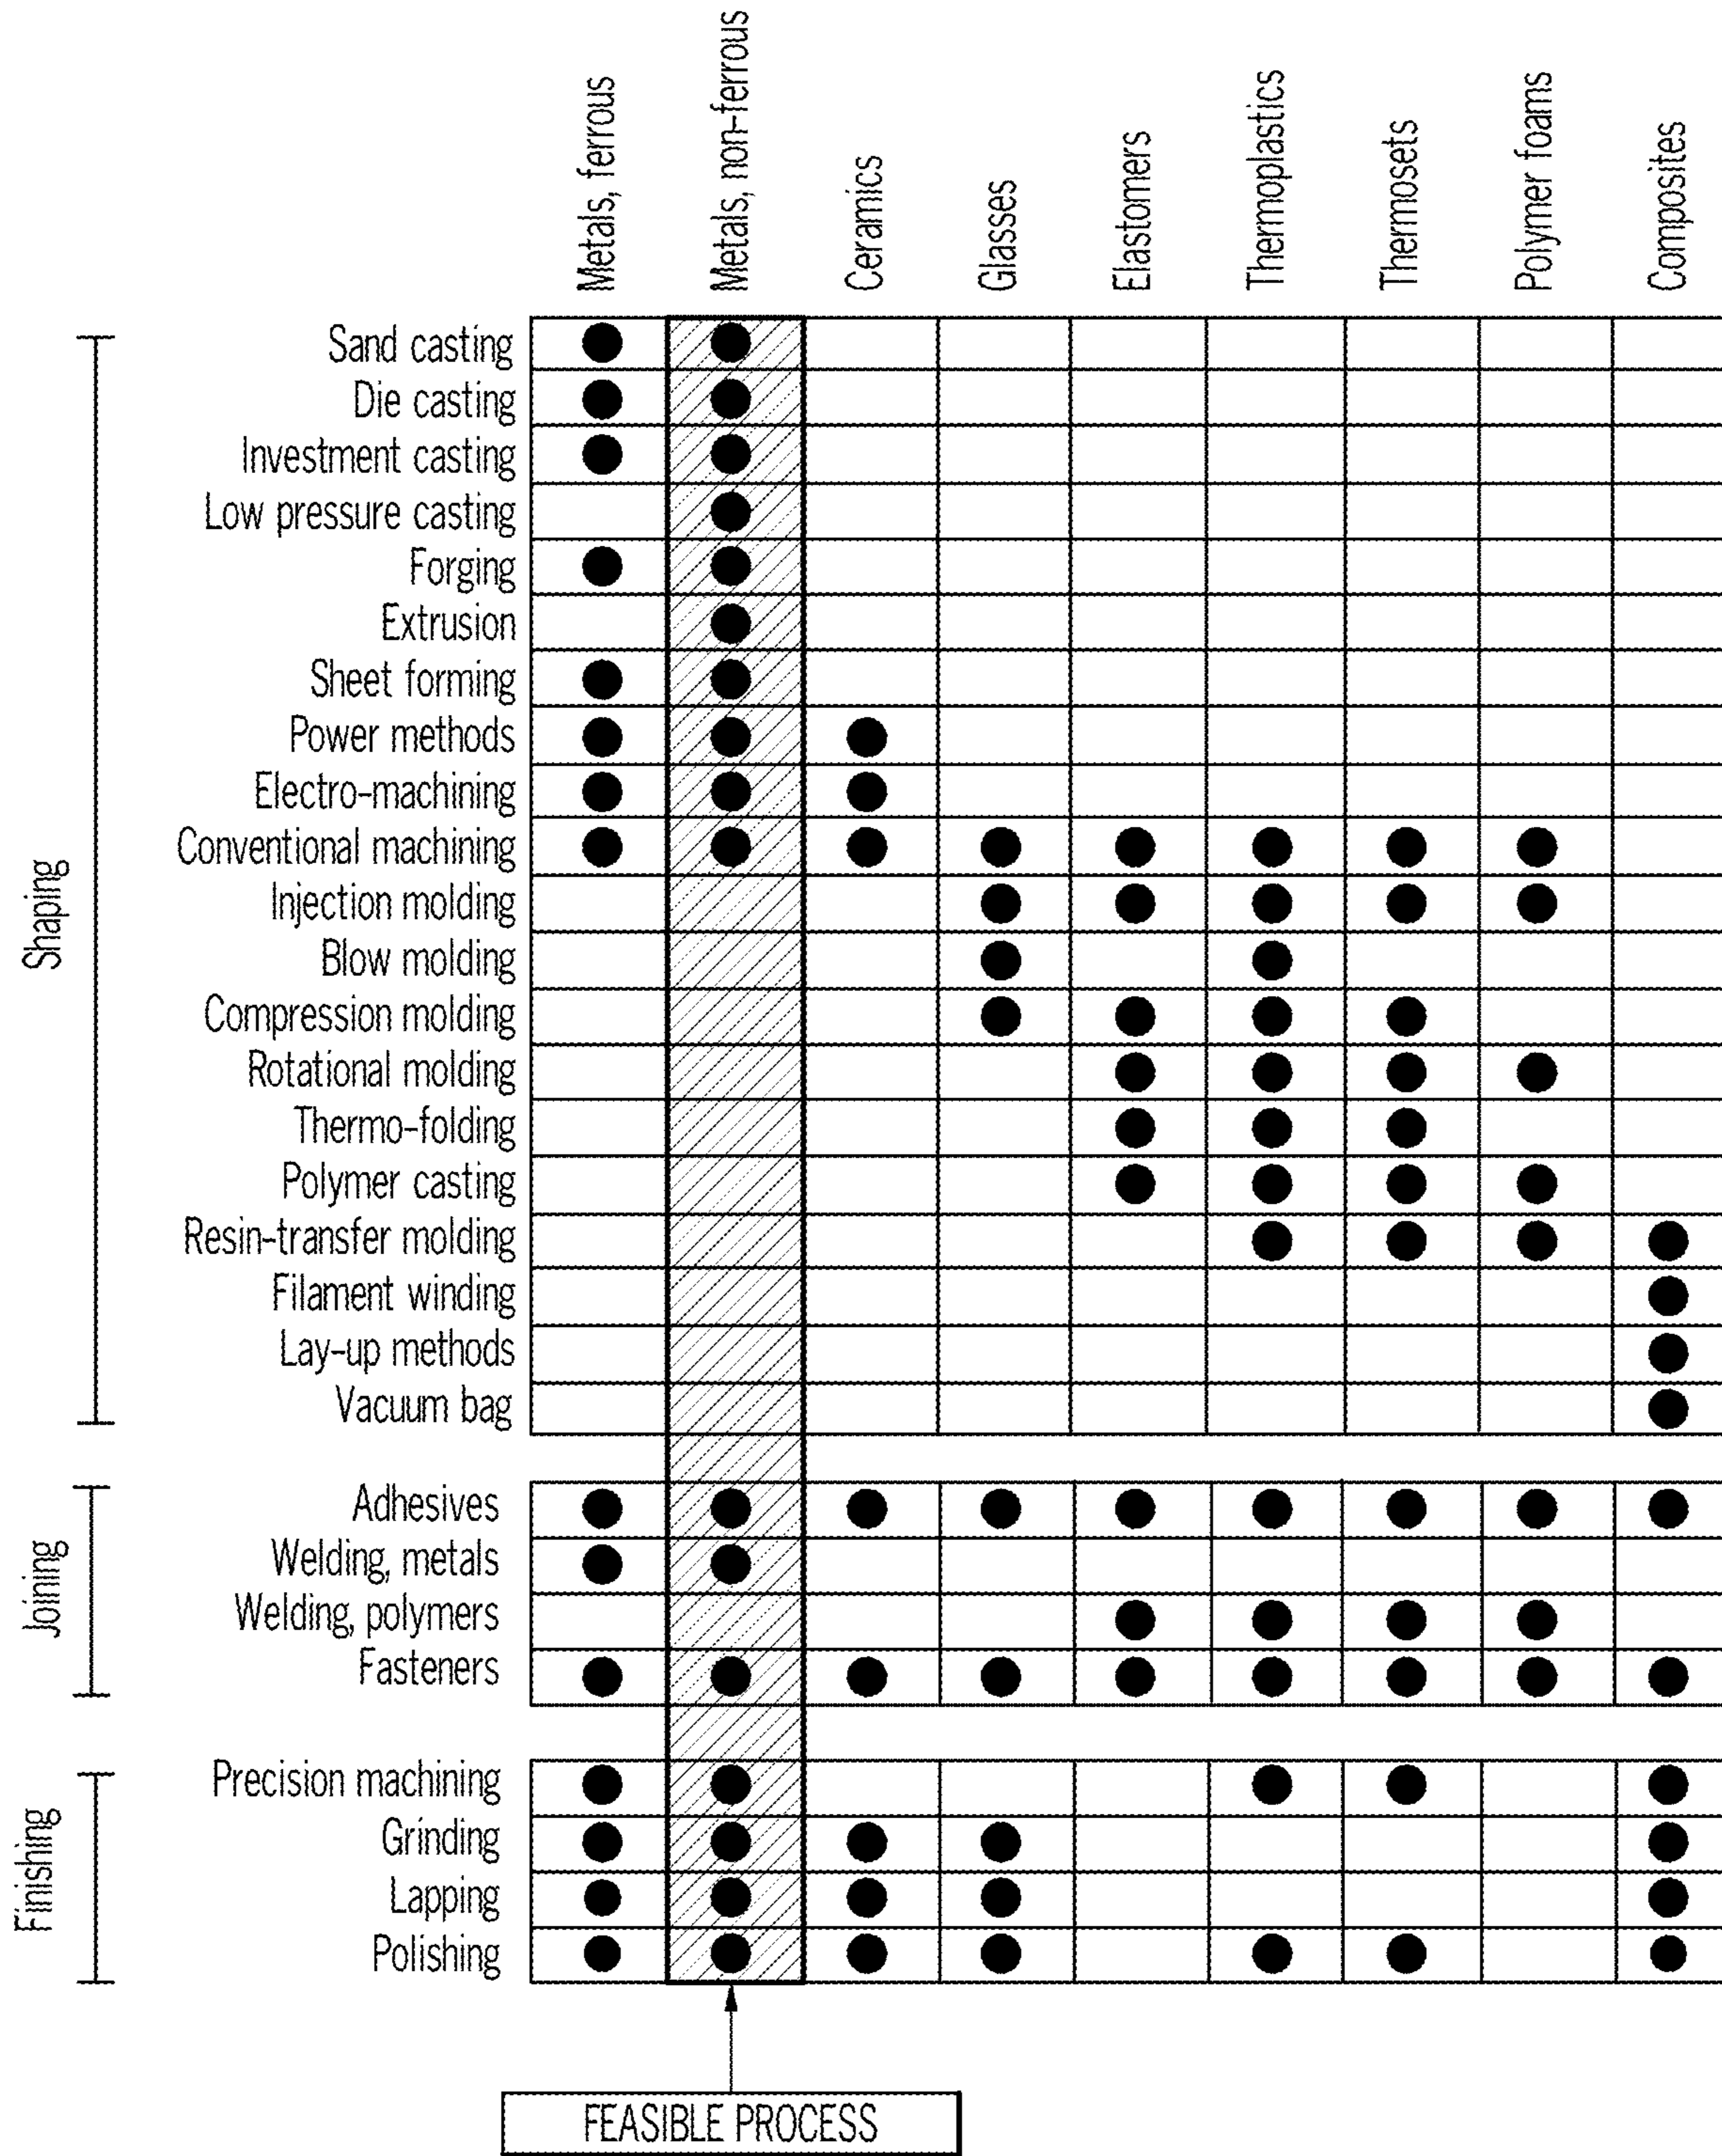 Metals, ferrous
Metals, non-ferrous
Ceramics
Glasses
Elastomers
Thermoplastics
Thermosets
Polymer foams
Composites
Shaping
Sand casting
Die casting
Investment casting
Low pressure casting
Forging
Extrusion
Sheet forming
Power methods
Electro-machining
Conventional machining
Injection molding
Blow molding
Compression molding
Rotational molding
Thermo-folding
Polymer casting
Resin-transfer molding
Filament winding
Lay-up methods
Vacuum bag
Joining
Adhesives
Welding, metals
Welding, polymers
Fasteners
Finishing
Precision machining
Grinding
Lapping
Polishing
FEASIBLE PROCESS